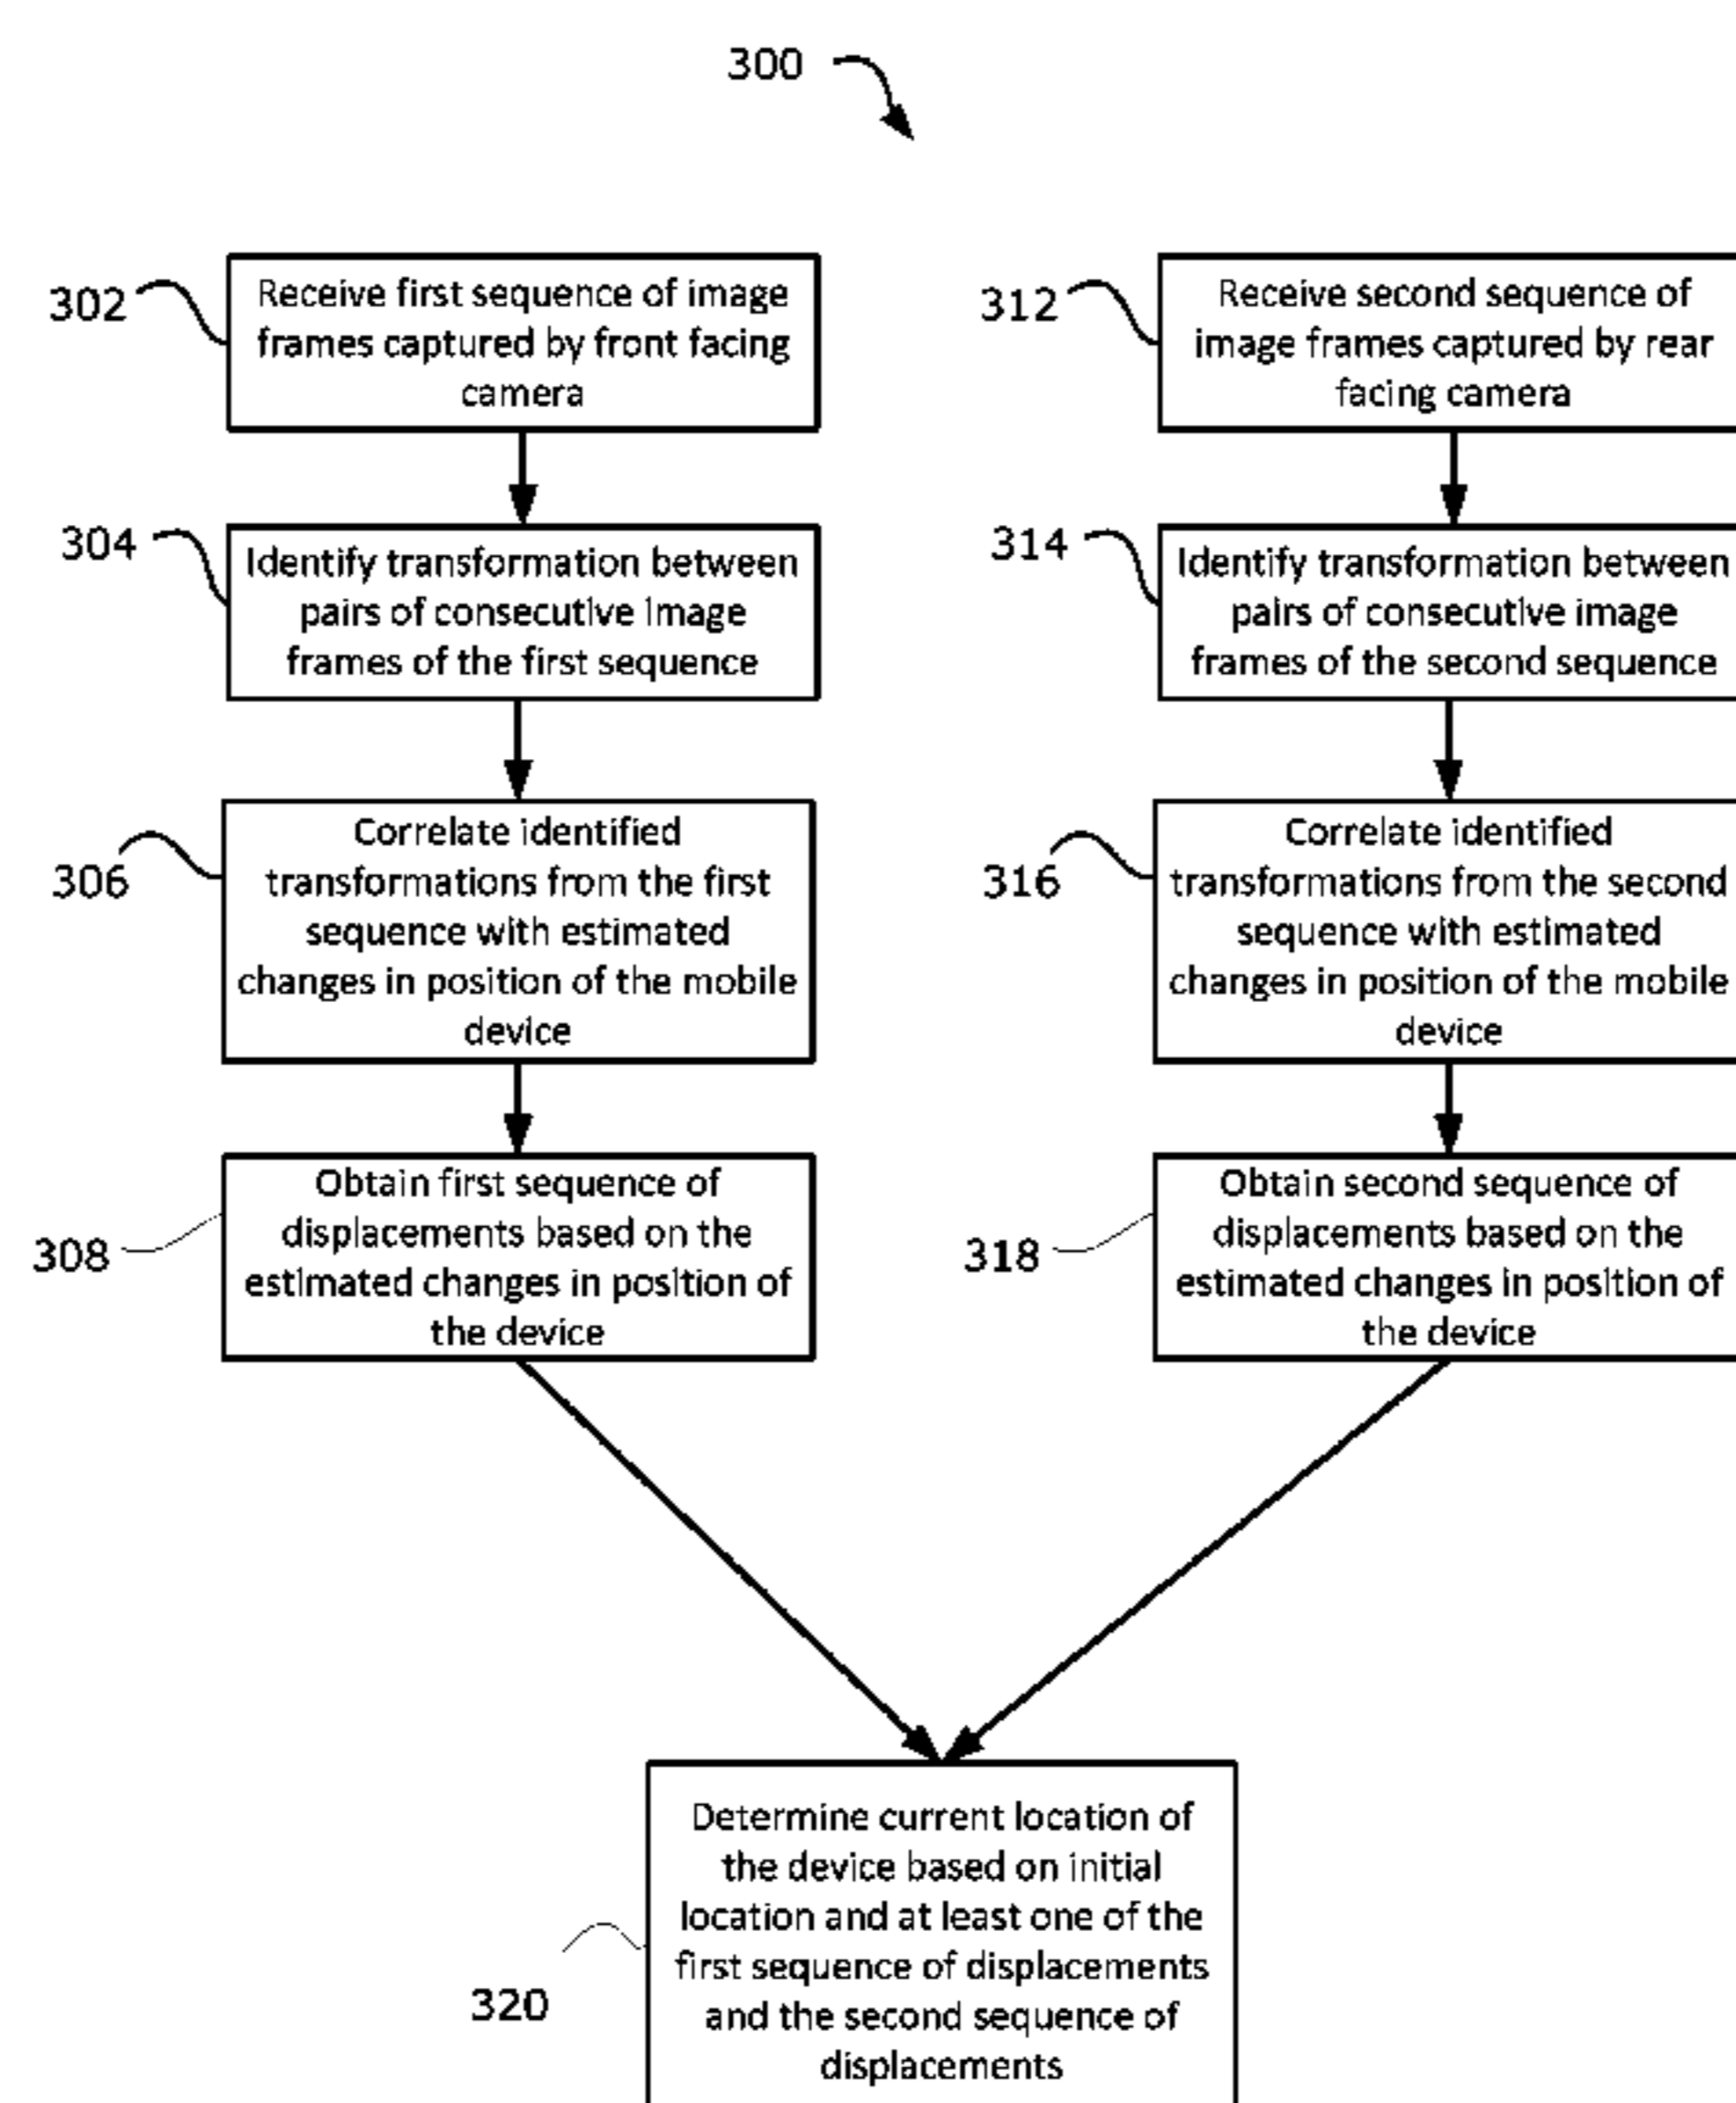 300
302
Receive first sequence of image
frames captured by front facing
camera
304
Identify transformation between
pairs of consecutive image
frames of the first sequence
306
Correlate identified
transformations from the first
sequence with estimated
changes in position of the mobile
device
308
Obtain first sequence of
displacements based on the
estimated changes in position of
the device
312
Receive second sequence of
image frames captured by rear
facing camera
314
Identify transformation between
pairs of consecutive image
frames of the second sequence
316
Correlate identified
transformations from the second
sequence with estimated
changes in position of the mobile
device
318
Obtain second sequence of
displacements based on the
estimated changes in position of
the device
320
Determine current location of
the device based on initial
location and at least one of the
first sequence of displacements
and the second sequence of
displacements